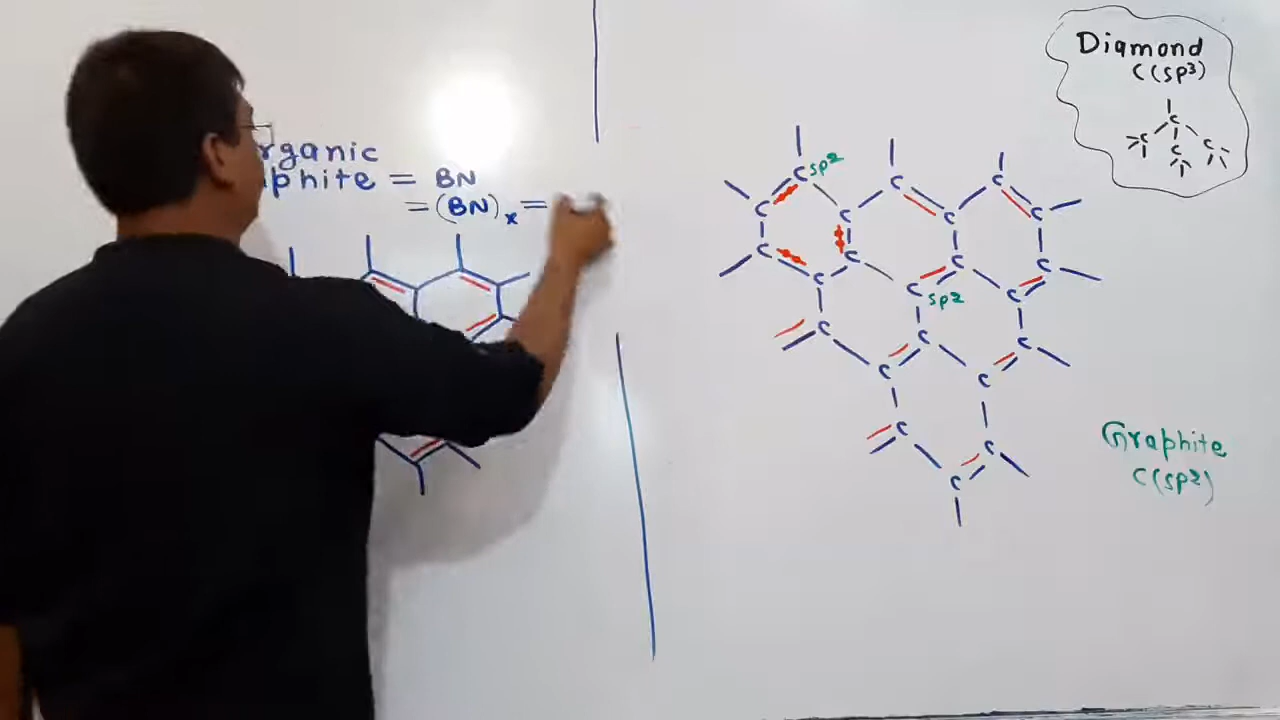 rganic
phite = BN
= (BN)x =
Diamond
C(sp³)
C
C C C
sp²
C C C
C C C C
C C C C
C C C
sp²
C C C
C C
C C
C
Graphite
C(sp²)